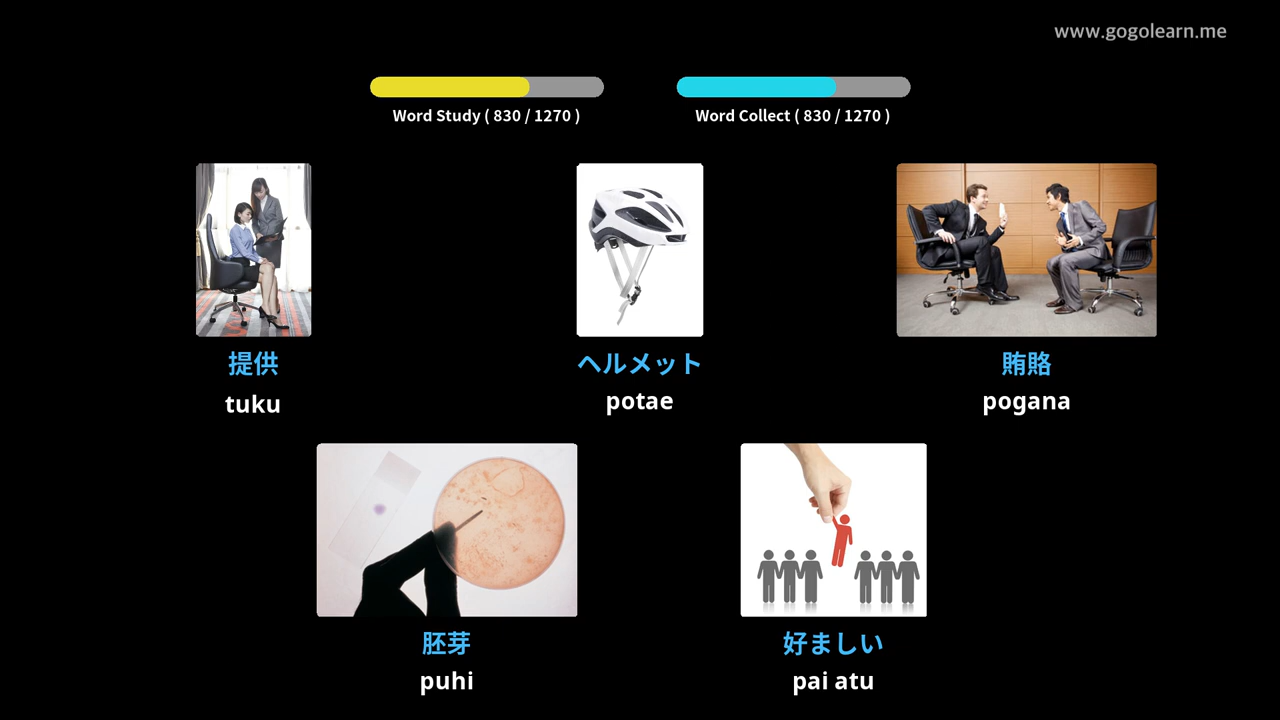 www.gogolearn.me
Word Study ( 830 / 1270 )
Word Collect ( 830 / 1270 )
提供
tuku
ヘルメット
potae
賄賂
pogana
胚芽
puhi
好ましい
pai atu